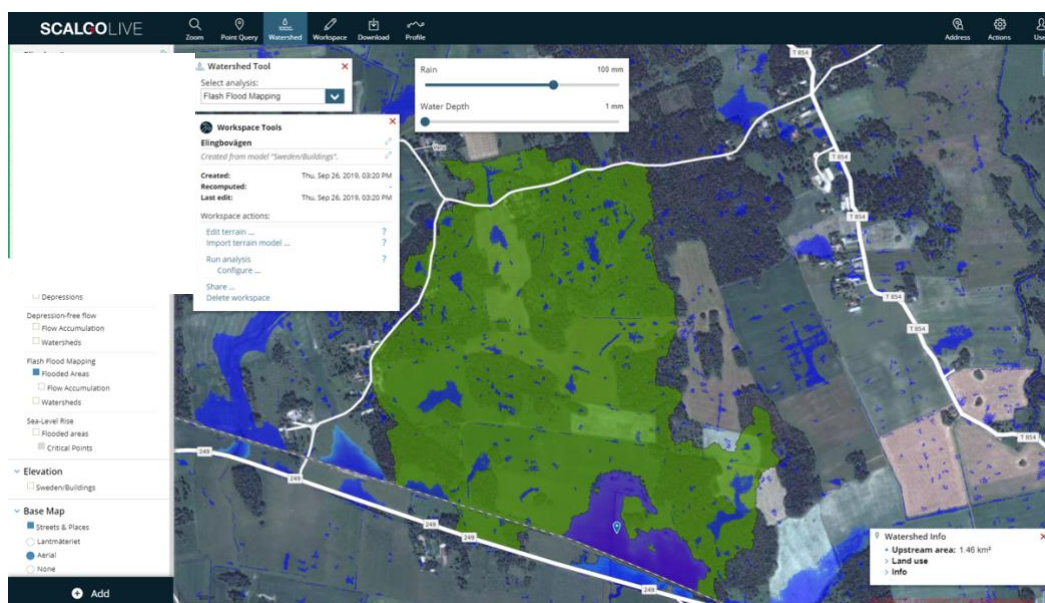 SCALGOLIVE
Zoom
Point Query
Watershed
Workspace
Download
Profile
Address
Actions
Watershed Tool
Select analysis:
Flash Flood Mapping
Rain
100 mm
Water Depth
1 mm
Workspace Tools
Elingbovägen
Created from model "Sweden/Buildings".
Created: Thu, Sep 26, 2019, 03:20 PM
Recomputed: -
Last edit: Thu, Sep 26, 2019, 03:20 PM
Workspace actions:
Edit terrain ... ?
Import terrain model ... ?
Run analysis ?
Configure ...
Share ...
Delete workspace
Depressions
Depression-free flow
Flow Accumulation
Watersheds
Flash Flood Mapping
Flooded Areas
Flow Accumulation
Watersheds
Sea-Level Rise
Flooded areas
Critical Points
Elevation
Sweden/Buildings
Base Map
Streets & Places
Lantmäteriet
Aerial
None
Add
T 854
T 854
T 854
T 854
T 854
T 854
T 854
249
249
249
249
Watershed Info
Upstream area: 1.46 km²
Land use
Info